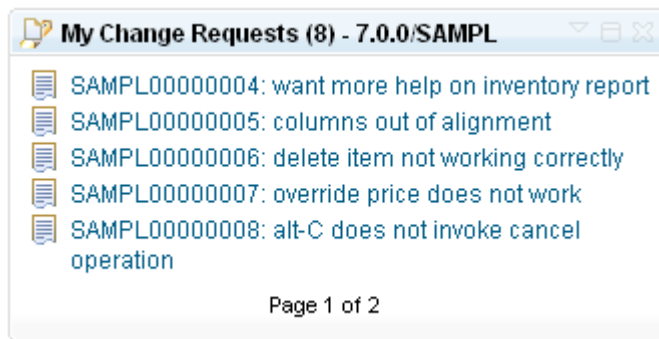 My Change Requests (8) - 7.0.0/SAMPL
SAMPL00000004: want more help on inventory report
SAMPL00000005: columns out of alignment
SAMPL00000006: delete item not working correctly
SAMPL00000007: override price does not work
SAMPL00000008: alt-C does not invoke cancel
operation
Page 1 of 2